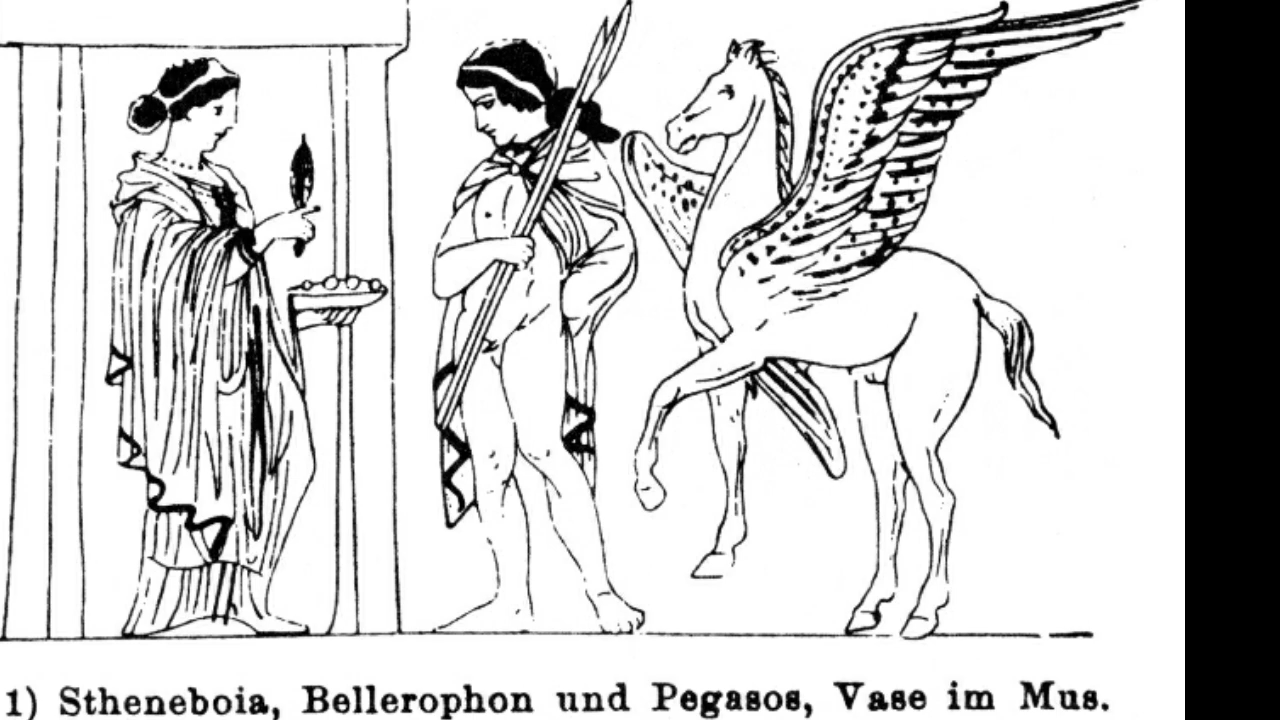 1) Stheneboia, Bellerophon und Pegasos, Vase im Mus.